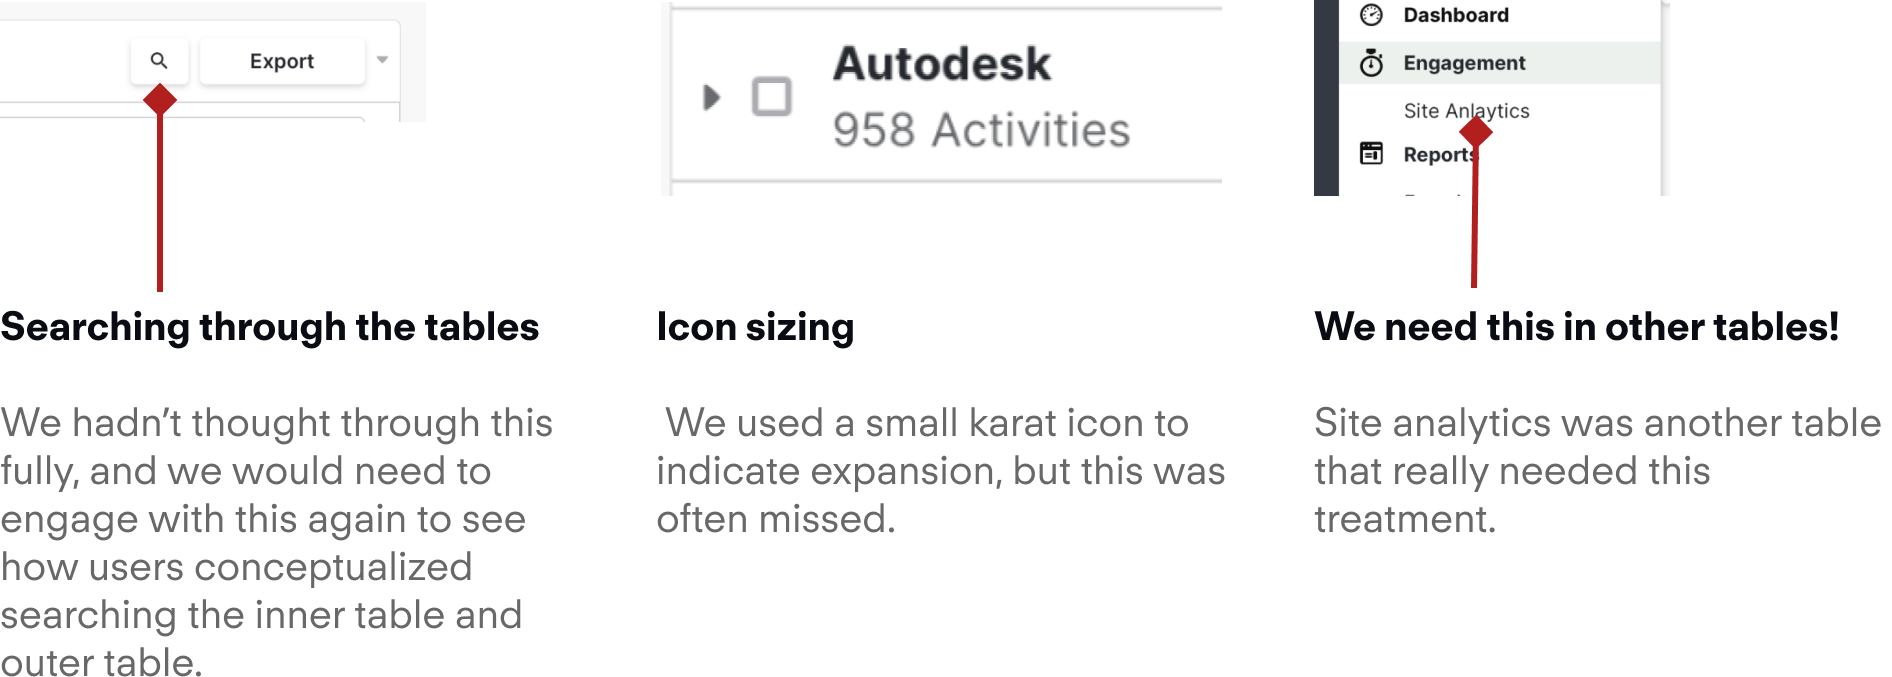 Export
Autodesk
958 Activities
Dashboard
Engagement
Site Anlaytics
Reports
Searching through the tables
We hadn’t thought through this
fully, and we would need to
engage with this again to see
how users conceptualized
searching the inner table and
outer table.
Icon sizing
We used a small karat icon to
indicate expansion, but this was
often missed.
We need this in other tables!
Site analytics was another table
that really needed this
treatment.